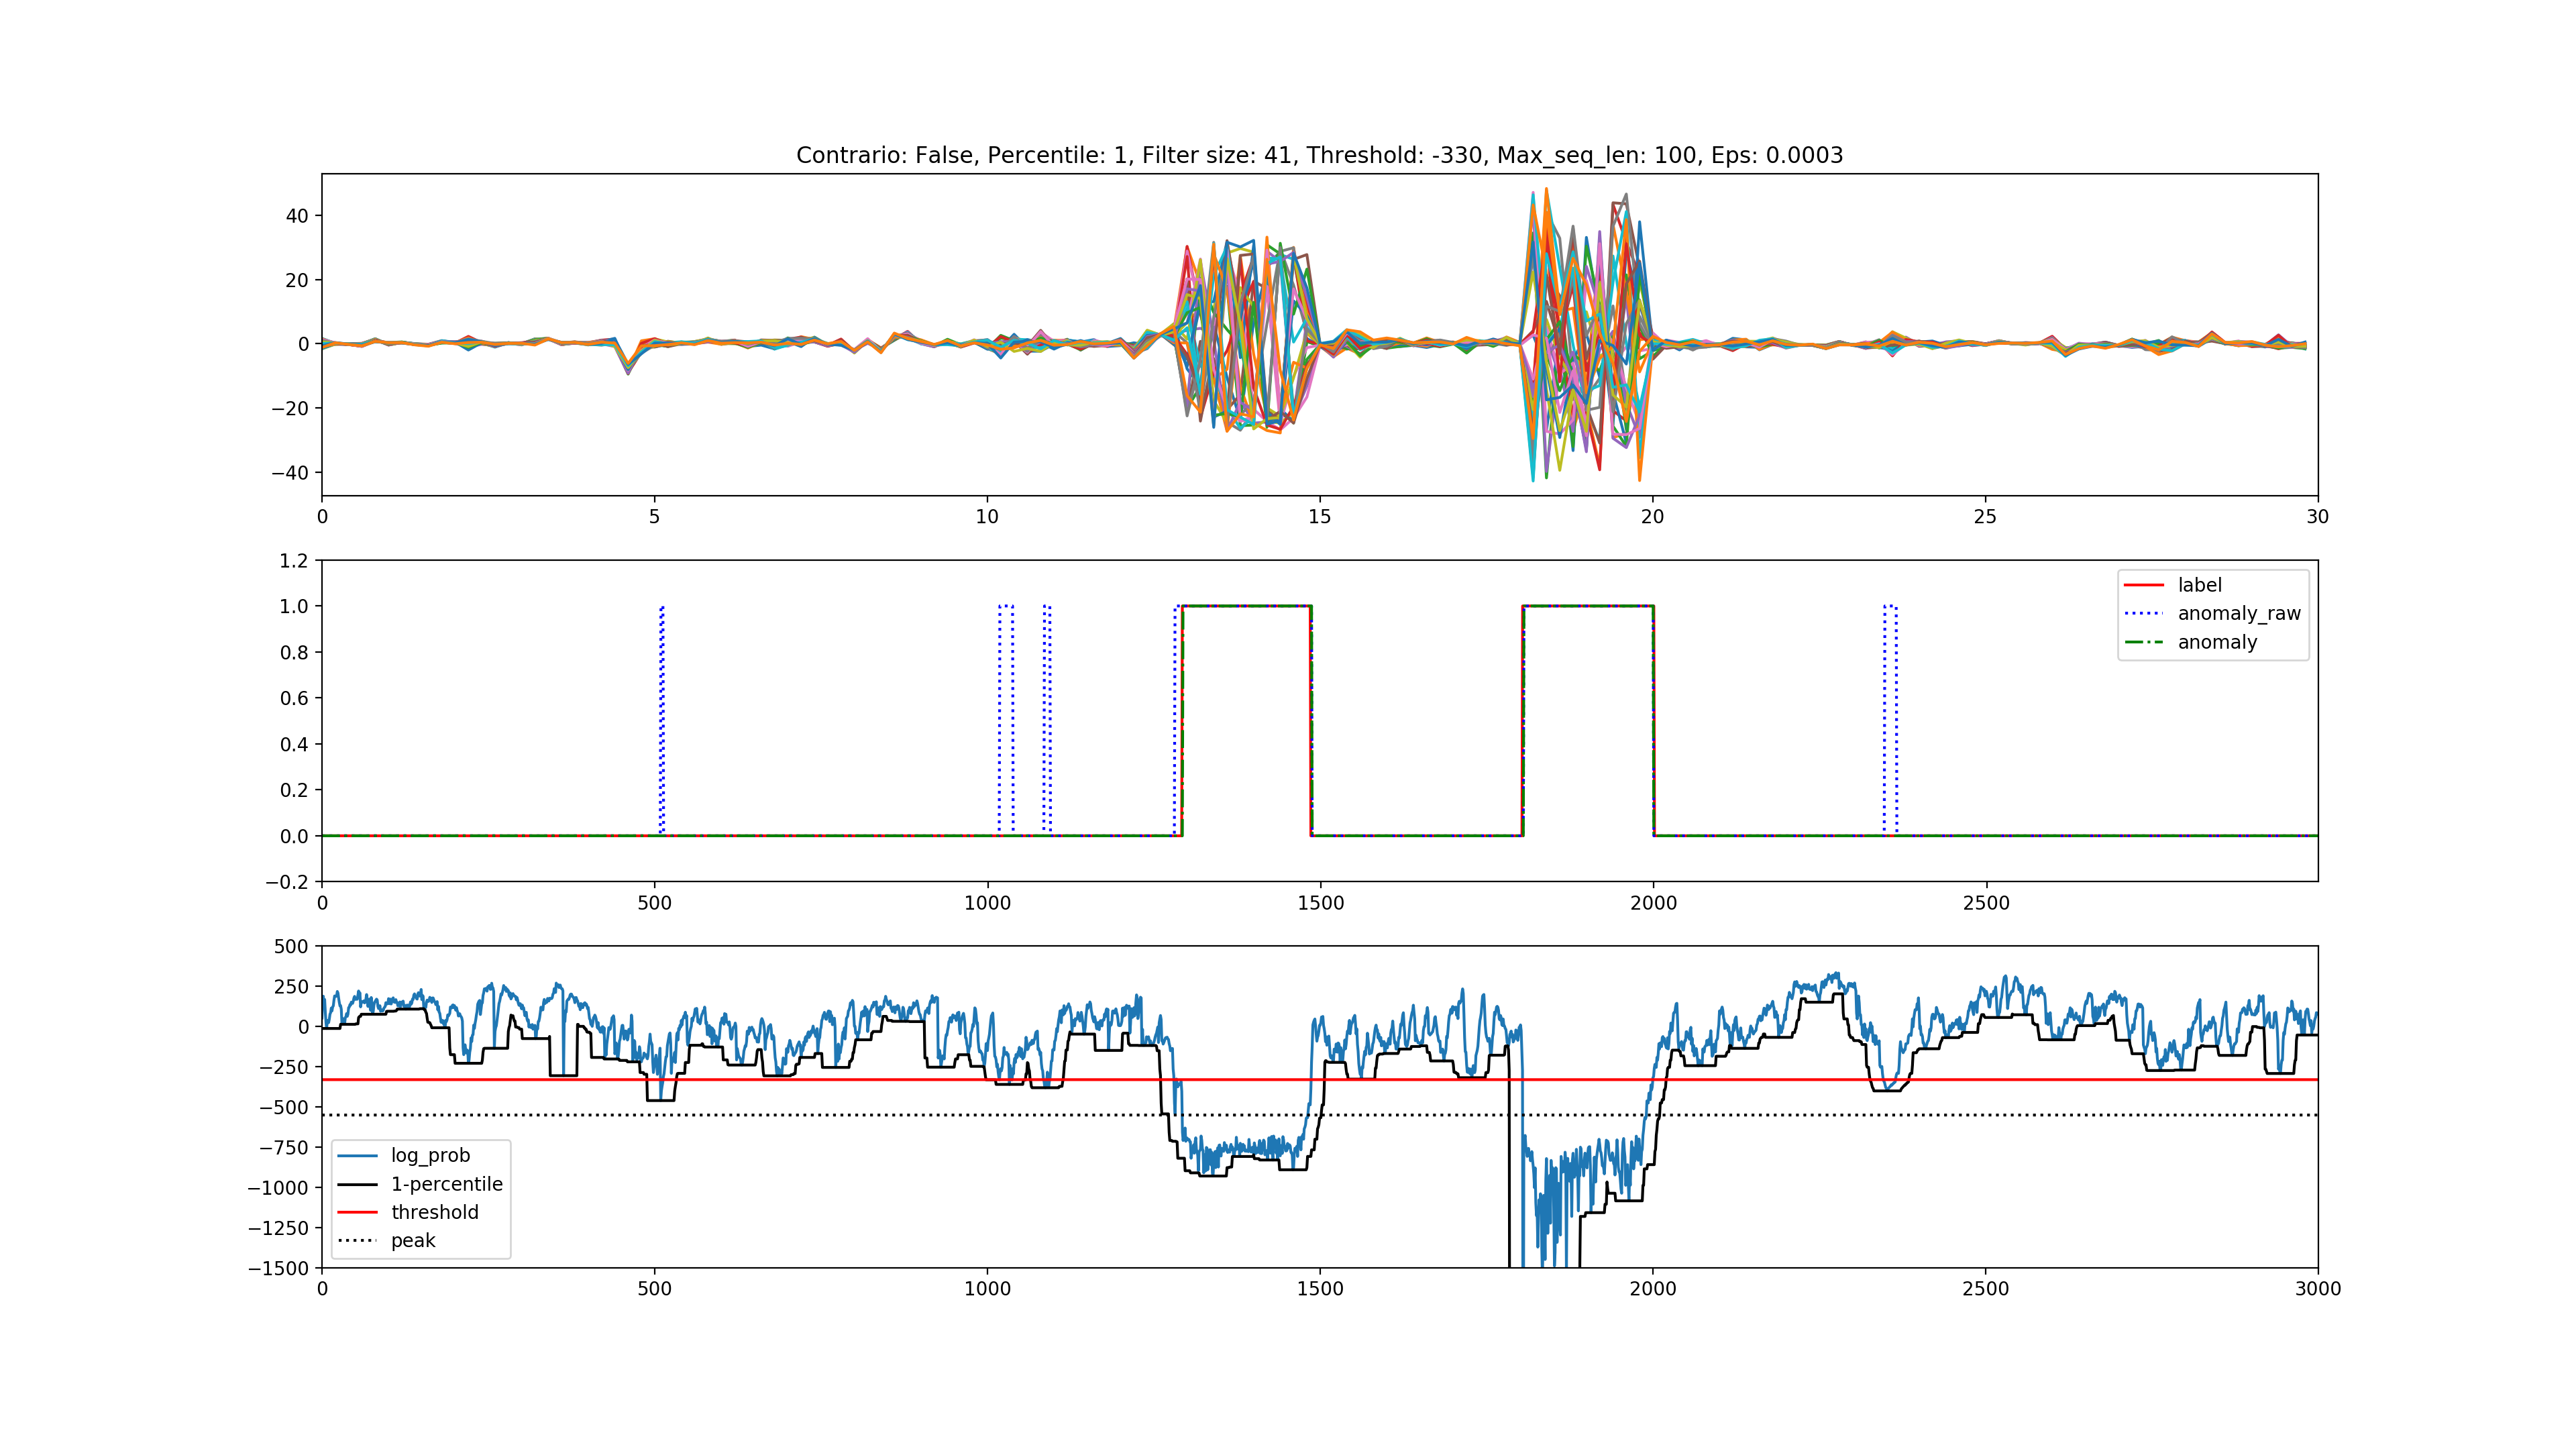 Contrario: False, Percentile: 1, Filter size: 41, Threshold: -330, Max_seq_len: 100, Eps: 0.0003
40
20
0
−20
−40
0 5 10 15 20 25 30
1.2
1.0
0.8
0.6
0.4
0.2
0.0
−0.2
label
anomaly_raw
anomaly
0 500 1000 1500 2000 2500
500
250
0
−250
−500
−750
−1000
−1250
−1500
log_prob
1-percentile
threshold
peak
0 500 1000 1500 2000 2500 3000